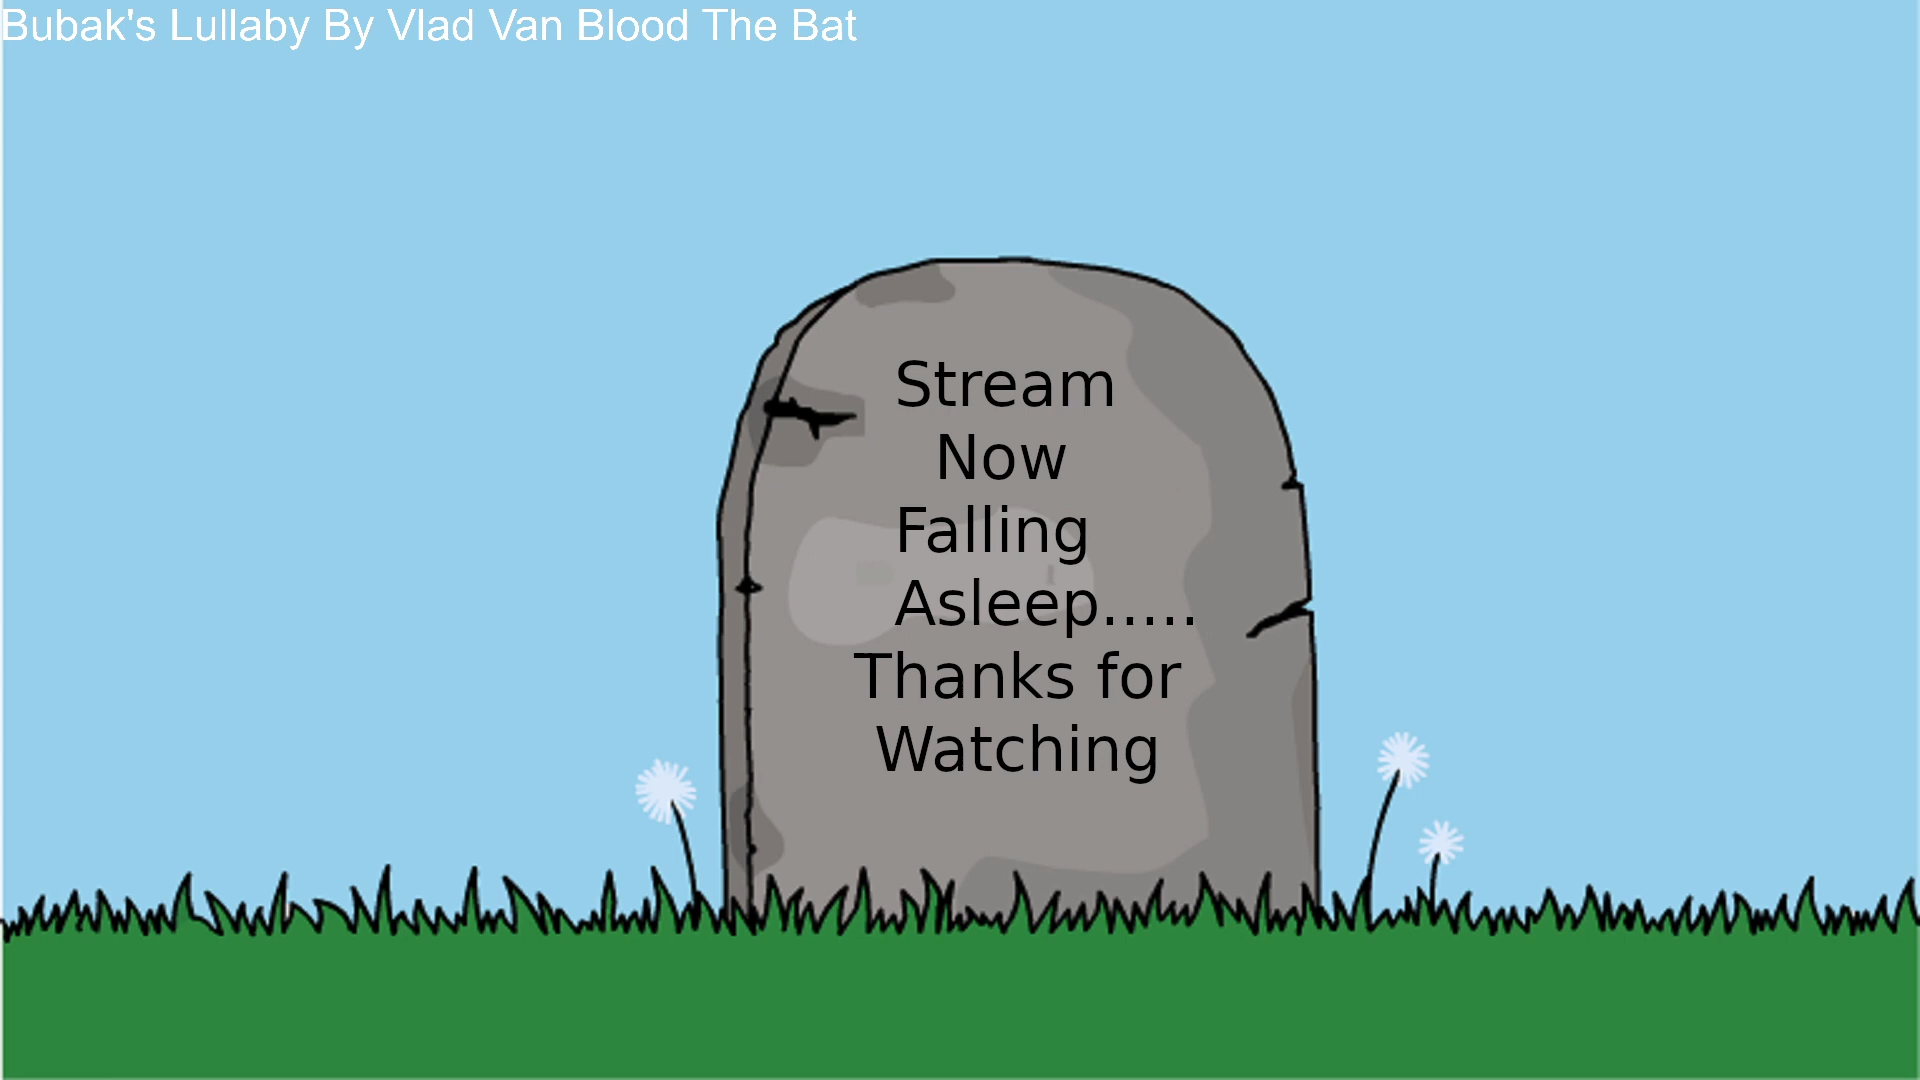 Bubak's Lullaby By Vlad Van Blood The Bat
Stream
Now
Falling
Asleep.....
Thanks for
Watching